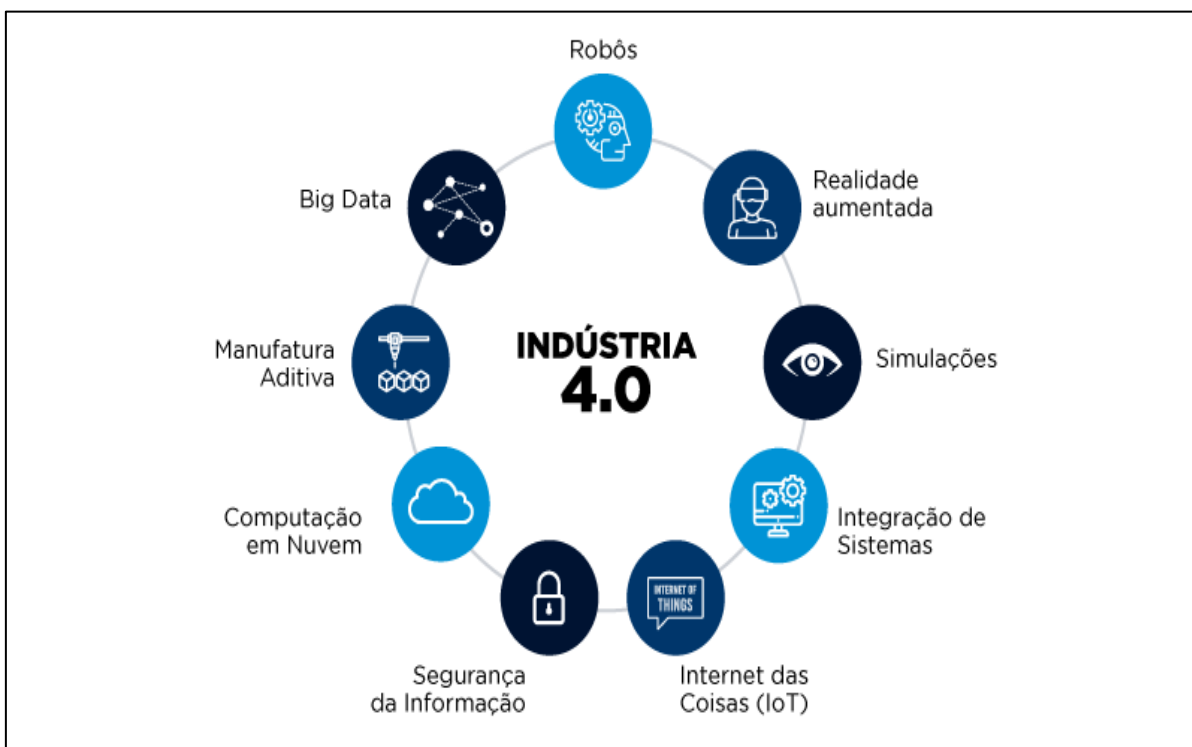 Robôs
Realidade
aumentada
Simulações
Integração de
Sistemas
INTERNET OF
THINGS
Internet das
Coisas (IoT)
Segurança
da Informação
Computação
em Nuvem
Manufatura
Aditiva
Big Data
INDÚSTRIA
4.0